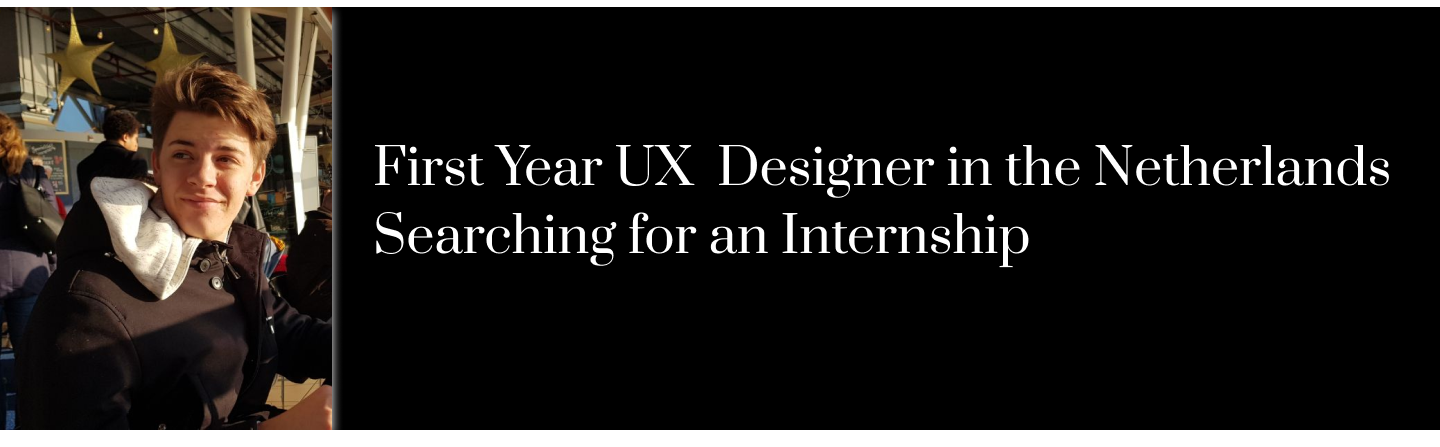 First Year UX  Designer in the Netherlands
Searching for an Internship